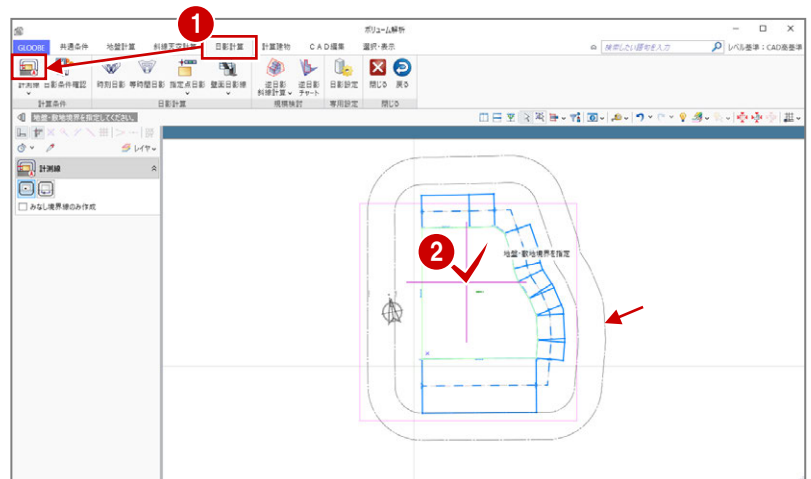 1
ボリューム解析
GLOOBE 共通条件 地盤計算 斜線天空計算 日影計算 計算建物 CAD編集 選択・表示
検索したい語句を入力 レベル基準：CAD座基準
計測線 日影条件確認 時刻日影 等時間日影 指定点日影 壁面日影線 逆日影斜線計算 逆日影チャート 日影設定 閉じる 戻る
計算条件 日影計算 規模検討 専用設定 閉じる
地盤・敷地境界を指定してください。
レイヤ
計測線
みなし境界線のみ作成
2
地盤・敷地境界を指定